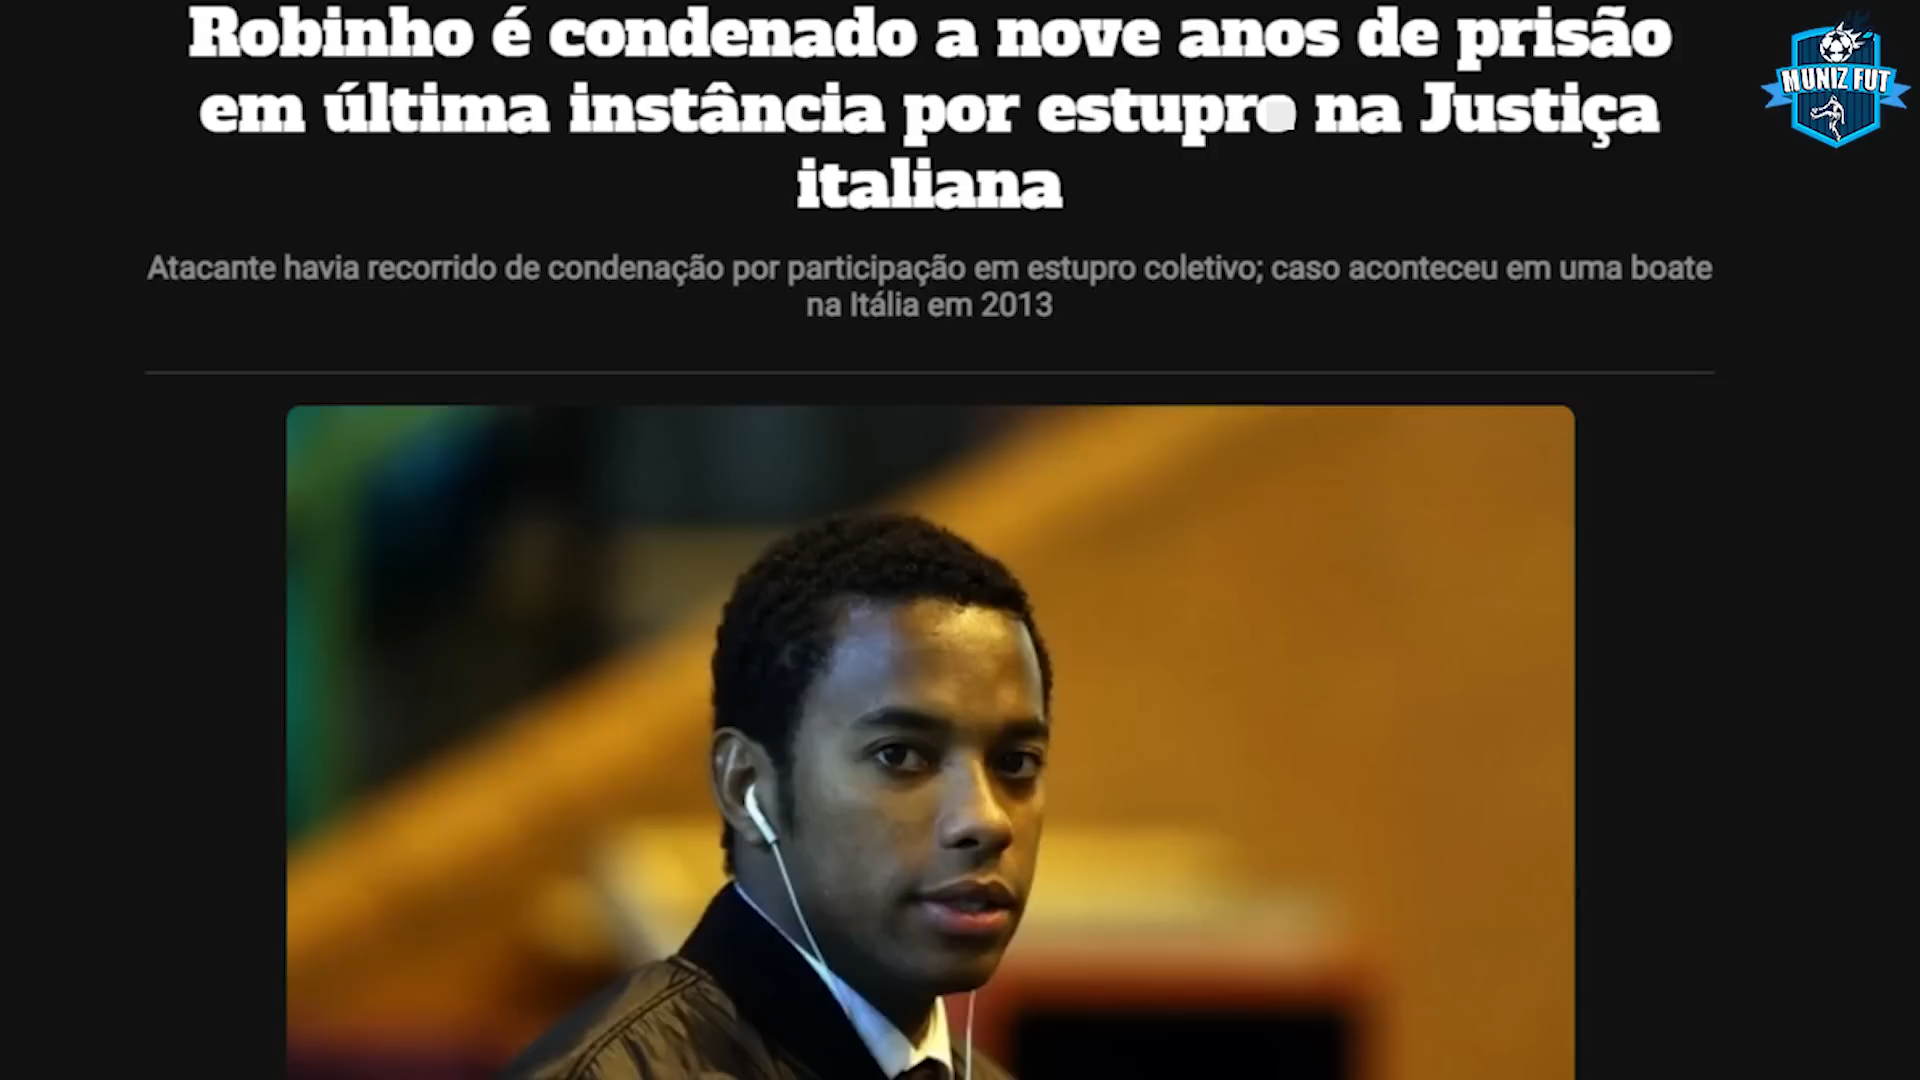 Robinho é condenado a nove anos de prisão
em última instância por estupro na Justiça
italiana
Atacante havia recorrido de condenação por participação em estupro coletivo; caso aconteceu em uma boate
na Itália em 2013
MUNIZ FUT